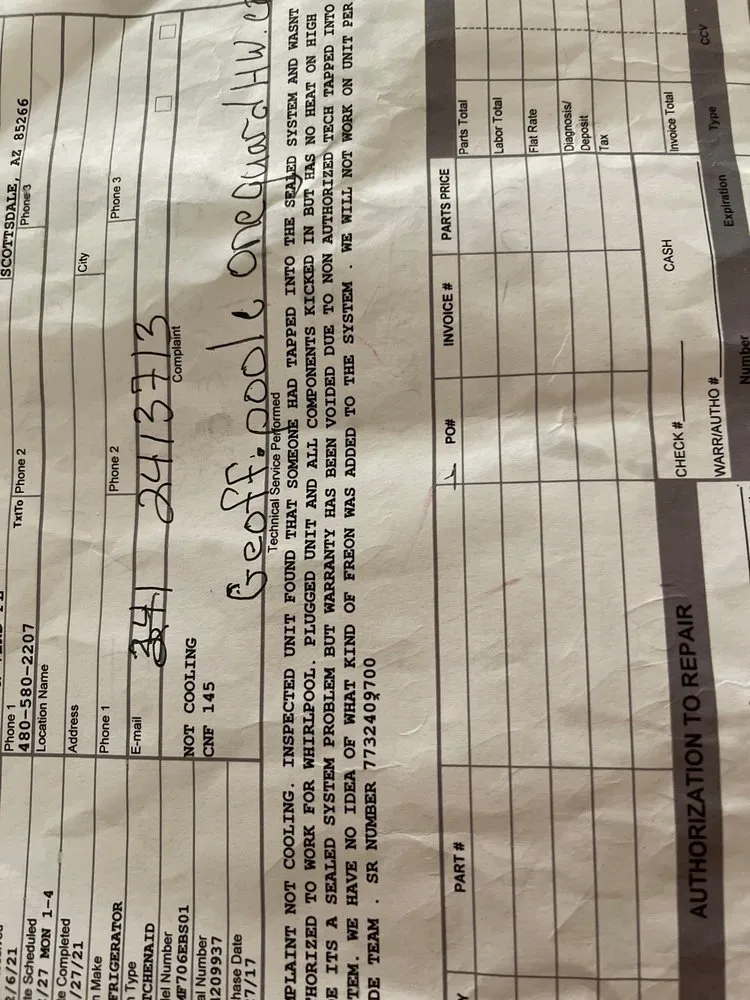 SCOTTSDALE, AZ 85266
Phone 1
480-580-2207
TxtTo
Phone 2
Phone 3
Location Name
Address
City
Phone 1
Phone 2
Phone 3
E-mail
341 2413713
Complaint
NOT COOLING
CNF 145
Geoff.poole oneguardHW.c
/6/21
e Scheduled
/27 MON 1-4
e Completed
/27/21
n Make
FRIGERATOR
n Type
TCHENAID
el Number
MF706EBS01
al Number
1209937
hase Date
7/17
Technical Service Performed
MPLAINT NOT COOLING. INSPECTED UNIT FOUND THAT SOMEONE HAD TAPPED INTO THE SEALED SYSTEM AND WASNT
THORIZED TO WORK FOR WHIRLPOOL. PLUGGED UNIT AND ALL COMPONENTS KICKED IN BUT HAS NO HEAT ON HIGH
E ITS A SEALED SYSTEM PROBLEM BUT WARRANTY HAS BEEN VOIDED DUE TO NON AUTHORIZED TECH TAPPED INTO
TEM. WE HAVE NO IDEA OF WHAT KIND OF FREON WAS ADDED TO THE SYSTEM . WE WILL NOT WORK ON UNIT PER
DE TEAM . SR NUMBER 7732409700
Y
PART #
PO#
INVOICE #
PARTS PRICE
Parts Total
Labor Total
Flat Rate
Diagnosis/
Deposit
Tax
Invoice Total
AUTHORIZATION TO REPAIR
CHECK #
CASH
WARR/AUTHO #
Number
Expiration
Type
CCV